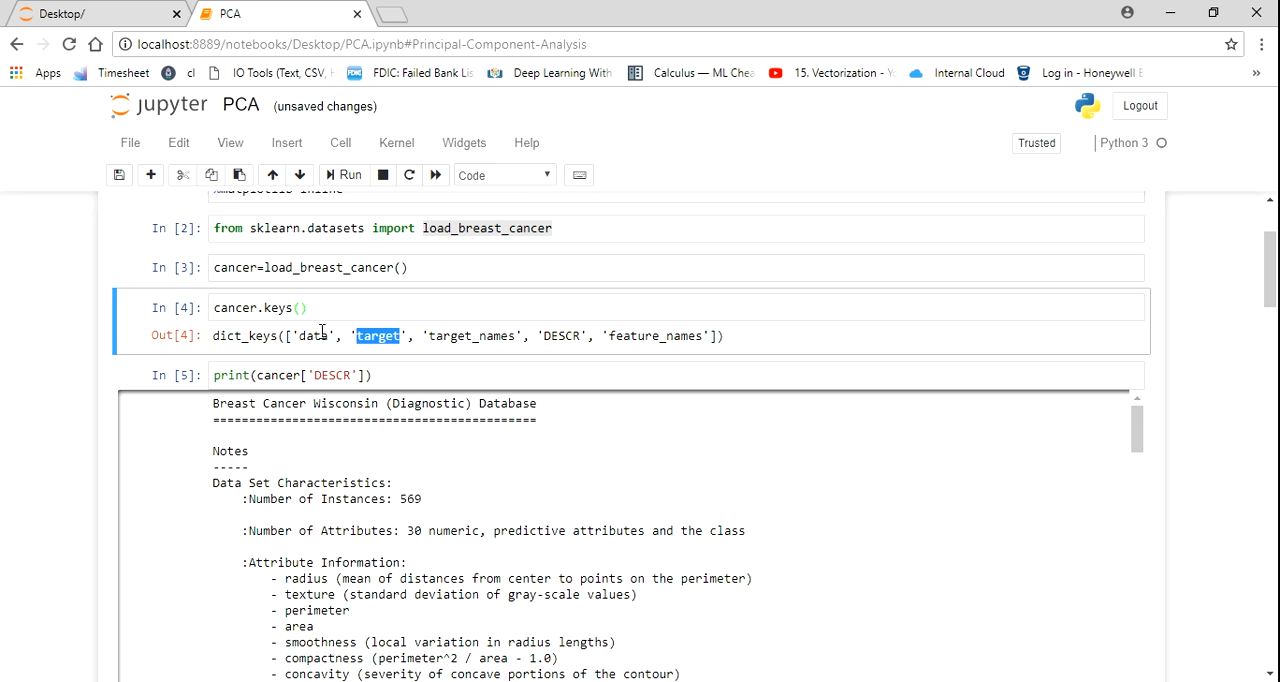 Desktop/
PCA
localhost:8889/notebooks/Desktop/PCA.ipynb#Principal-Component-Analysis
Apps Timesheet cl IO Tools (Text, CSV, FDIC: Failed Bank Lis Deep Learning With Calculus — ML Chea 15. Vectorization - Internal Cloud Log in - Honeywell
jupyter PCA (unsaved changes) Logout
File Edit View Insert Cell Kernel Widgets Help Trusted Python 3
Run Code
%matplotlib inline
In [2]: from sklearn.datasets import load_breast_cancer
In [3]: cancer=load_breast_cancer()
In [4]: cancer.keys()
Out[4]: dict_keys(['data', 'target', 'target_names', 'DESCR', 'feature_names'])
In [5]: print(cancer['DESCR'])
Breast Cancer Wisconsin (Diagnostic) Database
=============================================
Notes
-----
Data Set Characteristics:
:Number of Instances: 569
:Number of Attributes: 30 numeric, predictive attributes and the class
:Attribute Information:
- radius (mean of distances from center to points on the perimeter)
- texture (standard deviation of gray-scale values)
- perimeter
- area
- smoothness (local variation in radius lengths)
- compactness (perimeter^2 / area - 1.0)
- concavity (severity of concave portions of the contour)